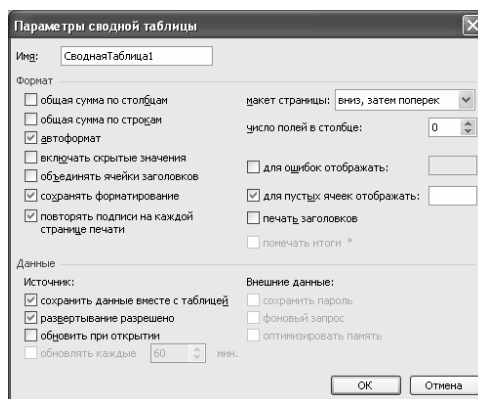 Параметры сводной таблицы
Имя: СводнаяТаблица1
Формат
общая сумма по столбцам
макет страницы: вниз, затем поперек
общая сумма по строкам
автоформат
число полей в столбце: 0
включать скрытые значения
для ошибок отображать:
объединять ячейки заголовков
сохранять форматирование
для пустых ячеек отображать:
повторять подписи на каждой
странице печати
печать заголовков
помечать итоги *
Данные
Источник:
Внешние данные:
сохранить данные вместе с таблицей
сохранить пароль
развертывание разрешено
фоновый запрос
обновить при открытии
оптимизировать память
обновлять каждые 60 мин.
ОК
Отмена